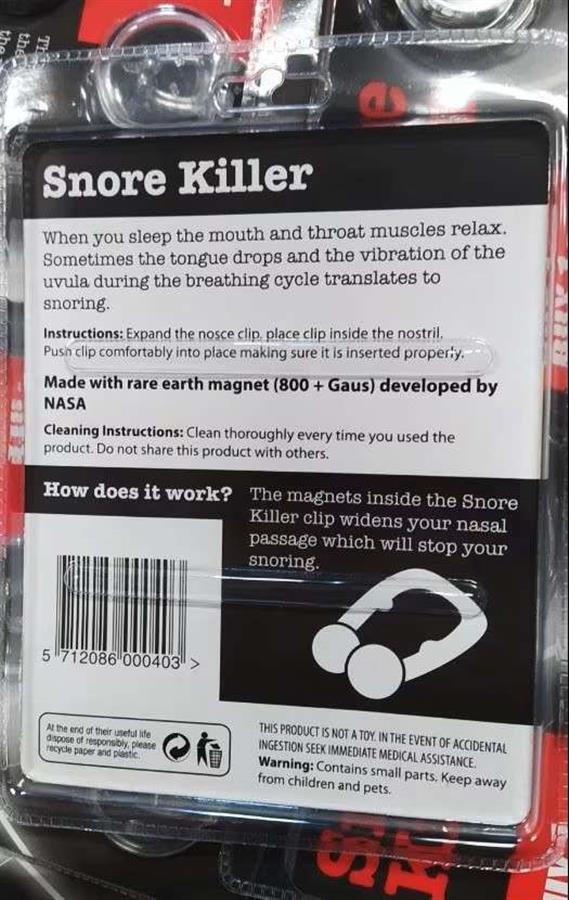 Snore Killer
When you sleep the mouth and throat muscles relax.
Sometimes the tongue drops and the vibration of the
uvula during the breathing cycle translates to
snoring.
Instructions: Expand the nosce clip, place clip inside the nostril.
Push clip comfortably into place making sure it is inserted properly.
Made with rare earth magnet (800 + Gaus) developed by
NASA
Cleaning Instructions: Clean thoroughly every time you used the
product. Do not share this product with others.
How does it work?
The magnets inside the Snore
Killer clip widens your nasal
passage which will stop your
snoring.
5 712086 000403 >
At the end of their useful life
dispose of responsibly, please
recycle paper and plastic.
THIS PRODUCT IS NOT A TOY. IN THE EVENT OF ACCIDENTAL
INGESTION SEEK IMMEDIATE MEDICAL ASSISTANCE.
Warning: Contains small parts. Keep away
from children and pets.